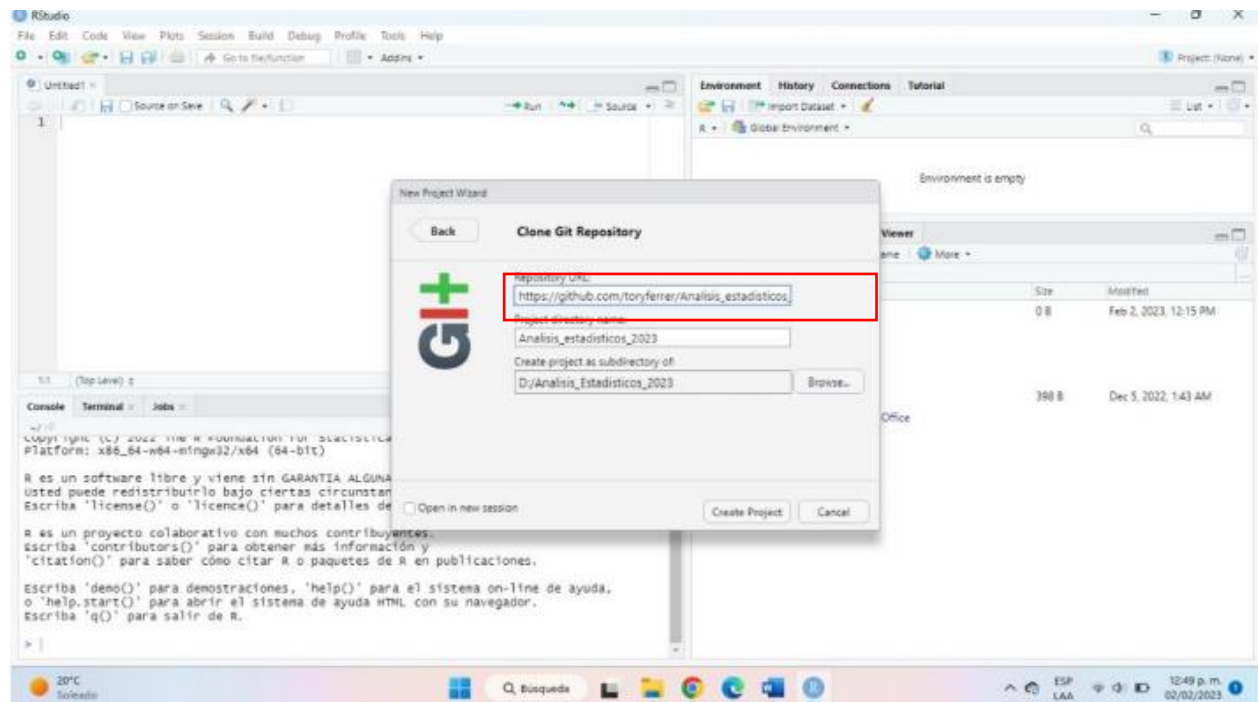 RStudio
File Edit Code View Plots Session Build Debug Profile Tools Help
Go to file/function Addins
Project: (None)
Untitled1
Source on Save Run Source
1
1:1 (Top Level)
Console Terminal Jobs
Platform: x86_64-w64-mingw32/x64 (64-bit)
R es un software libre y viene sin GARANTIA ALGUNA
Usted puede redistribuirlo bajo ciertas circunstan
Escriba 'license()' o 'licence()' para detalles de
R es un proyecto colaborativo con muchos contribuyentes.
Escriba 'contributors()' para obtener más información y
'citation()' para saber cómo citar R o paquetes de R en publicaciones.
Escriba 'demo()' para demostraciones, 'help()' para el sistema on-line de ayuda,
o 'help.start()' para abrir el sistema de ayuda HTML con su navegador.
Escriba 'q()' para salir de R.
>
Environment History Connections Tutorial
Import Dataset List
R Global Environment
Environment is empty
Viewer
More
Size Modified
0 B Feb 2, 2023, 12:15 PM
398 B Dec 5, 2022, 1:43 AM
Office
New Project Wizard
Back Clone Git Repository
GIt
Repository URL:
https://github.com/toryferrer/Analisis_estadisticos_
Project directory name:
Analisis_estadisticos_2023
Create project as subdirectory of:
D:/Analisis_Estadisticos_2023 Browse...
Open in new session Create Project Cancel
20°C
Soleado
Búsqueda
ESP
LAA
12:49 p. m.
02/02/2023